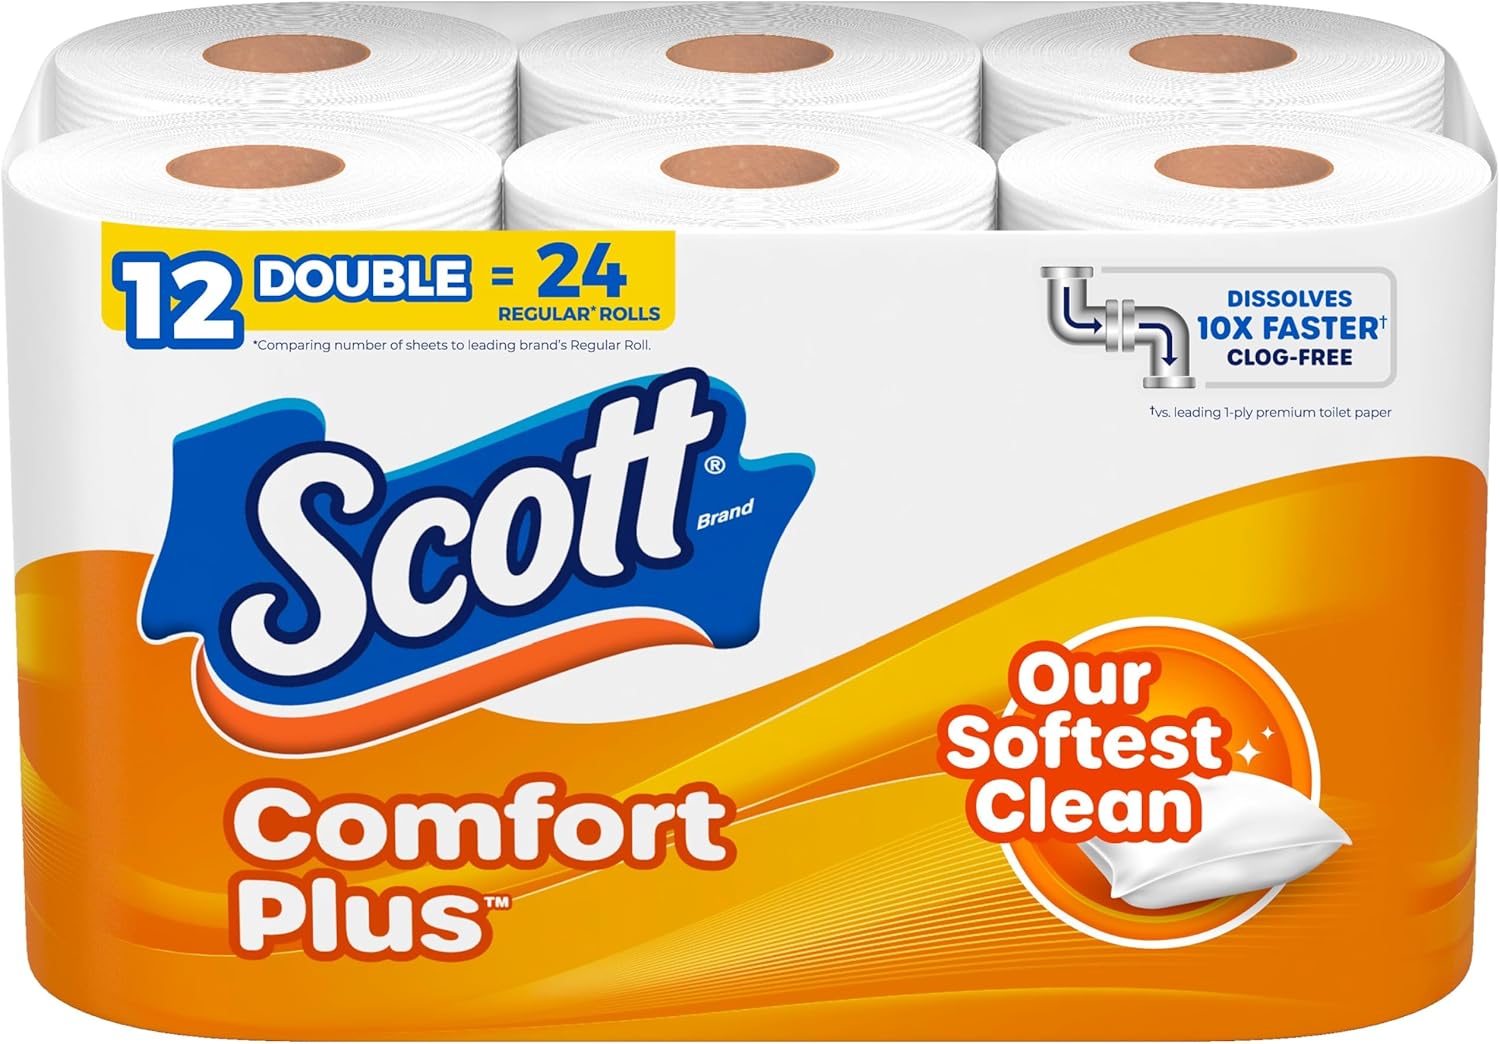 12 DOUBLE = 24
REGULAR* ROLLS
*Comparing number of sheets to leading brand's Regular Roll.
DISSOLVES
10X FASTER†
CLOG-FREE
†vs. leading 1-ply premium toilet paper
Scott®
Brand
Comfort
Plus™
Our
Softest
Clean